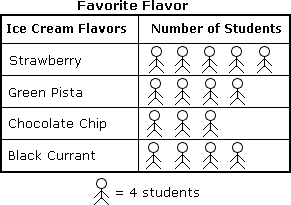 Favorite Flavor
Ice Cream Flavors Number of Students
Strawberry
Green Pista
Chocolate Chip
Black Currant
= 4 students